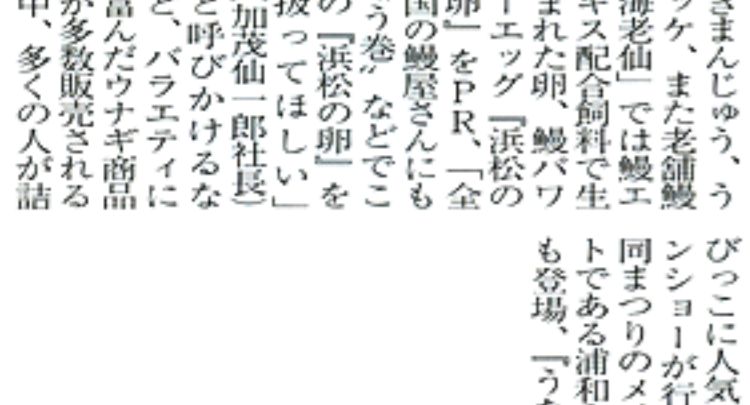 きまんじゅう、う
ッケ、また老舗鰻
海老仙」では鰻エ
キス配合飼料で生
まれた卵、鰻パワ
ーエッグ『浜松の
卵』をPR、「全
国の鰻屋さんにも
〝う巻〟などでこ
の『浜松の卵』を
扱ってほしい」
加茂仙一郎社長)
と呼びかけるな
ど、バラエティに
富んだウナギ商品
が多数販売される
中、多くの人が詰
びっこに人気
ンショーが行
同まつりのメ
トである浦和
も登場、『うな